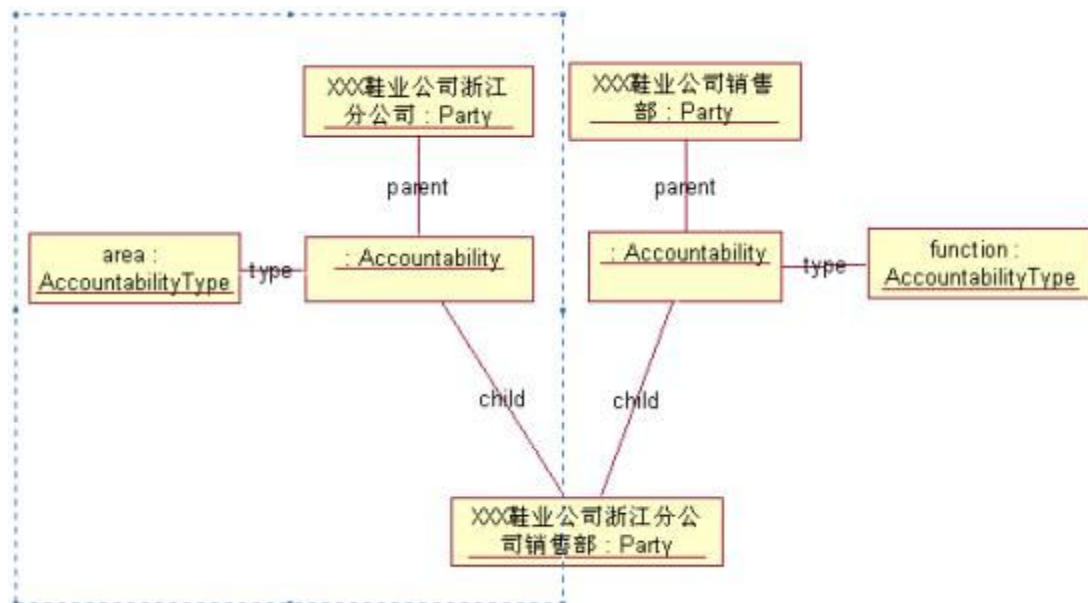 XXX鞋业公司浙江
分公司：Party
XXX鞋业公司销售
部：Party
parent
parent
area :
AccountabilityType
type
: Accountability
: Accountability
type
function :
AccountabilityType
child
child
XXX鞋业公司浙江分公
司销售部：Party